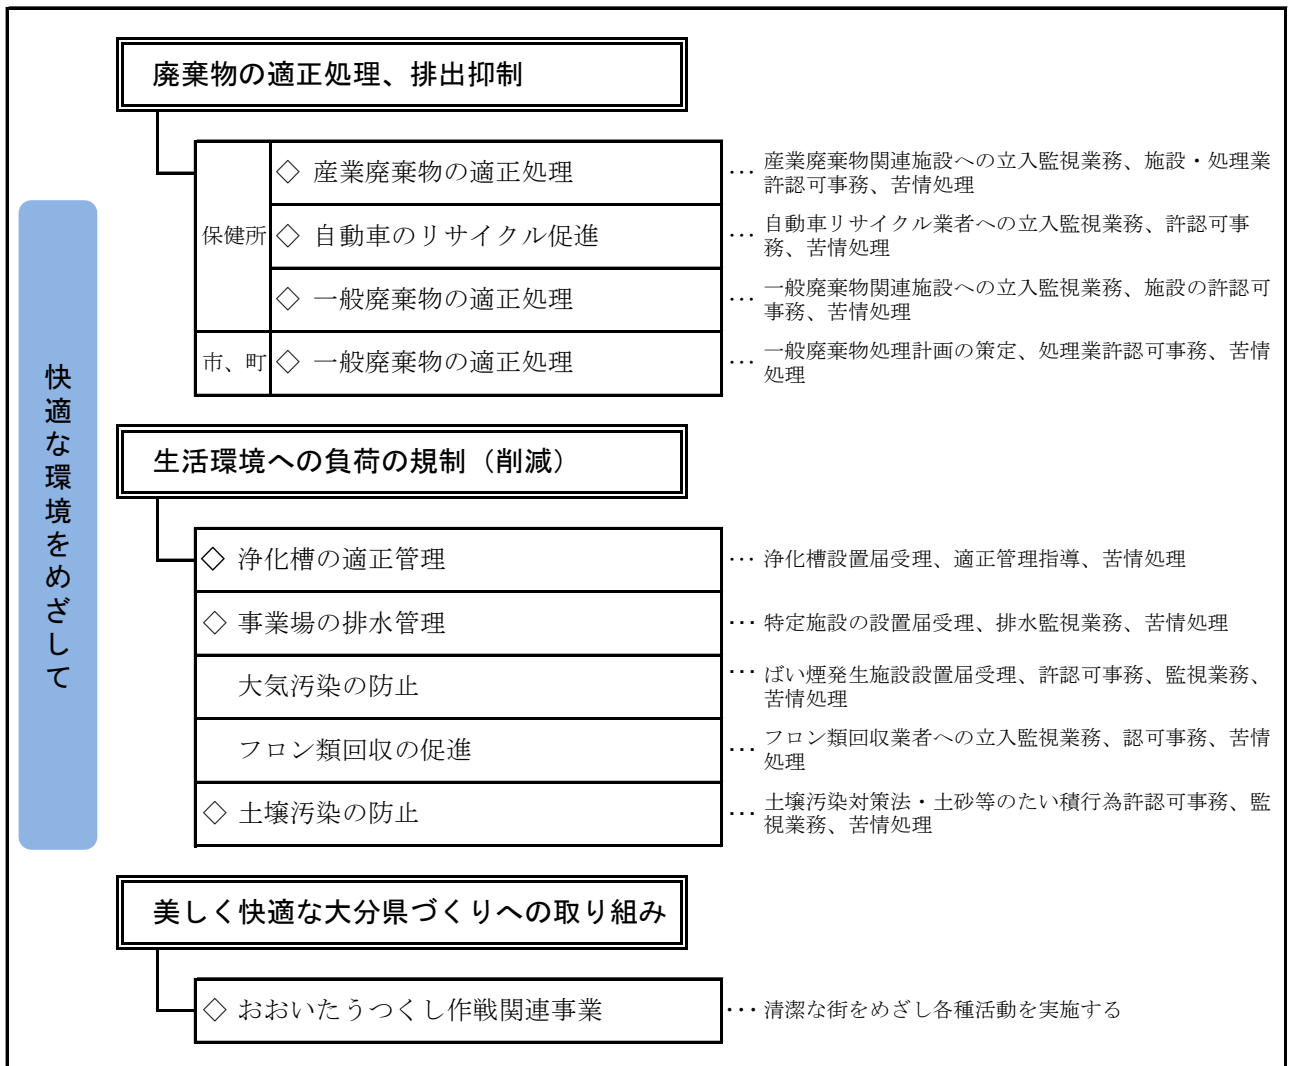 快適な環境をめざして
廃棄物の適正処理、排出抑制
保健所
◇ 産業廃棄物の適正処理
… 産業廃棄物関連施設への立入監視業務、施設・処理業
許認可事務、苦情処理
◇ 自動車のリサイクル促進
… 自動車リサイクル業者への立入監視業務、許認可事
務、苦情処理
◇ 一般廃棄物の適正処理
… 一般廃棄物関連施設への立入監視業務、施設の許認可
事務、苦情処理
市、町
◇ 一般廃棄物の適正処理
… 一般廃棄物処理計画の策定、処理業許認可事務、苦情
処理
生活環境への負荷の規制（削減）
◇ 浄化槽の適正管理
… 浄化槽設置届受理、適正管理指導、苦情処理
◇ 事業場の排水管理
… 特定施設の設置届受理、排水監視業務、苦情処理
大気汚染の防止
… ばい煙発生施設設置届受理、許認可事務、監視業務、
苦情処理
フロン類回収の促進
… フロン類回収業者への立入監視業務、認可事務、苦情
処理
◇ 土壌汚染の防止
… 土壌汚染対策法・土砂等のたい積行為許認可事務、監
視業務、苦情処理
美しく快適な大分県づくりへの取り組み
◇ おおいたうつくし作戦関連事業
… 清潔な街をめざし各種活動を実施する